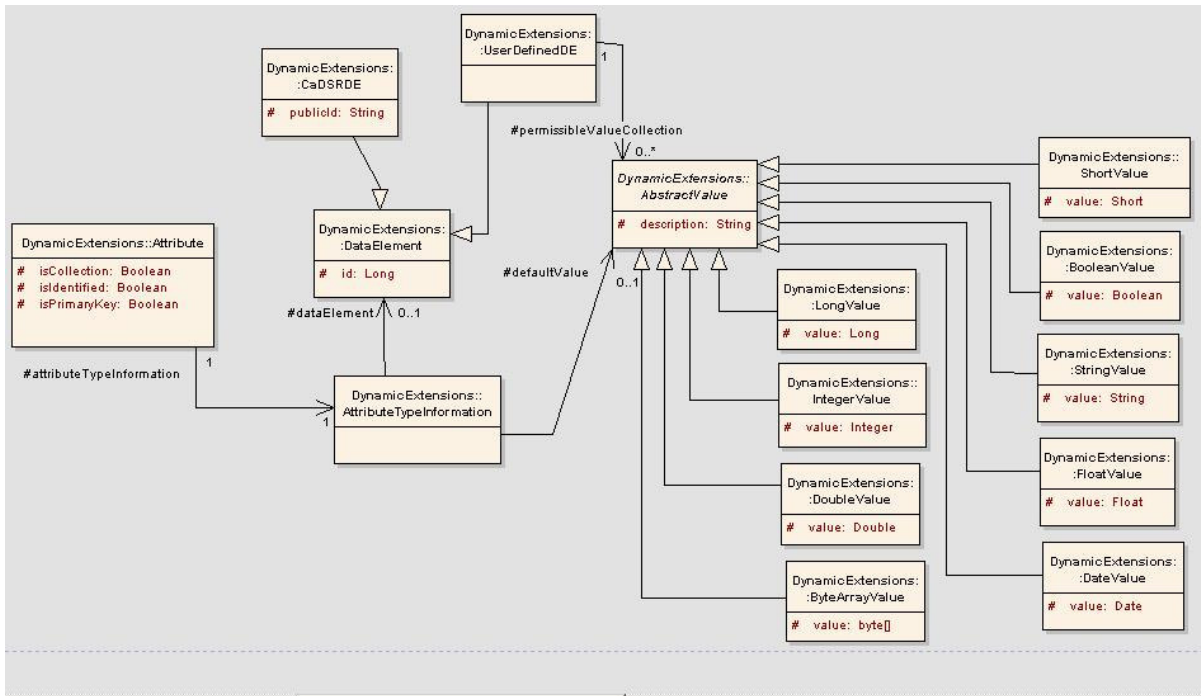 DynamicExtensions:
:CaDSRDE
# publicId: String
DynamicExtensions:
:UserDefinedDE
1
#permissibleValueCollection
0..*
DynamicExtensions::
AbstractValue
# description: String
0..1
#defaultValue
DynamicExtensions::Attribute
# isCollection: Boolean
# isIdentified: Boolean
# isPrimaryKey: Boolean
1
#attributeTypeInformation
1
DynamicExtensions:
:DataElement
# id: Long
#dataElement
0..1
DynamicExtensions::
AttributeTypeInformation
DynamicExtensions:
:LongValue
# value: Long
DynamicExtensions::
IntegerValue
# value: Integer
DynamicExtensions:
:DoubleValue
# value: Double
DynamicExtensions:
:ByteArrayValue
# value: byte[]
DynamicExtensions::
ShortValue
# value: Short
DynamicExtensions:
:BooleanValue
# value: Boolean
DynamicExtensions:
:StringValue
# value: String
DynamicExtensions:
:FloatValue
# value: Float
DynamicExtensions:
:DateValue
# value: Date